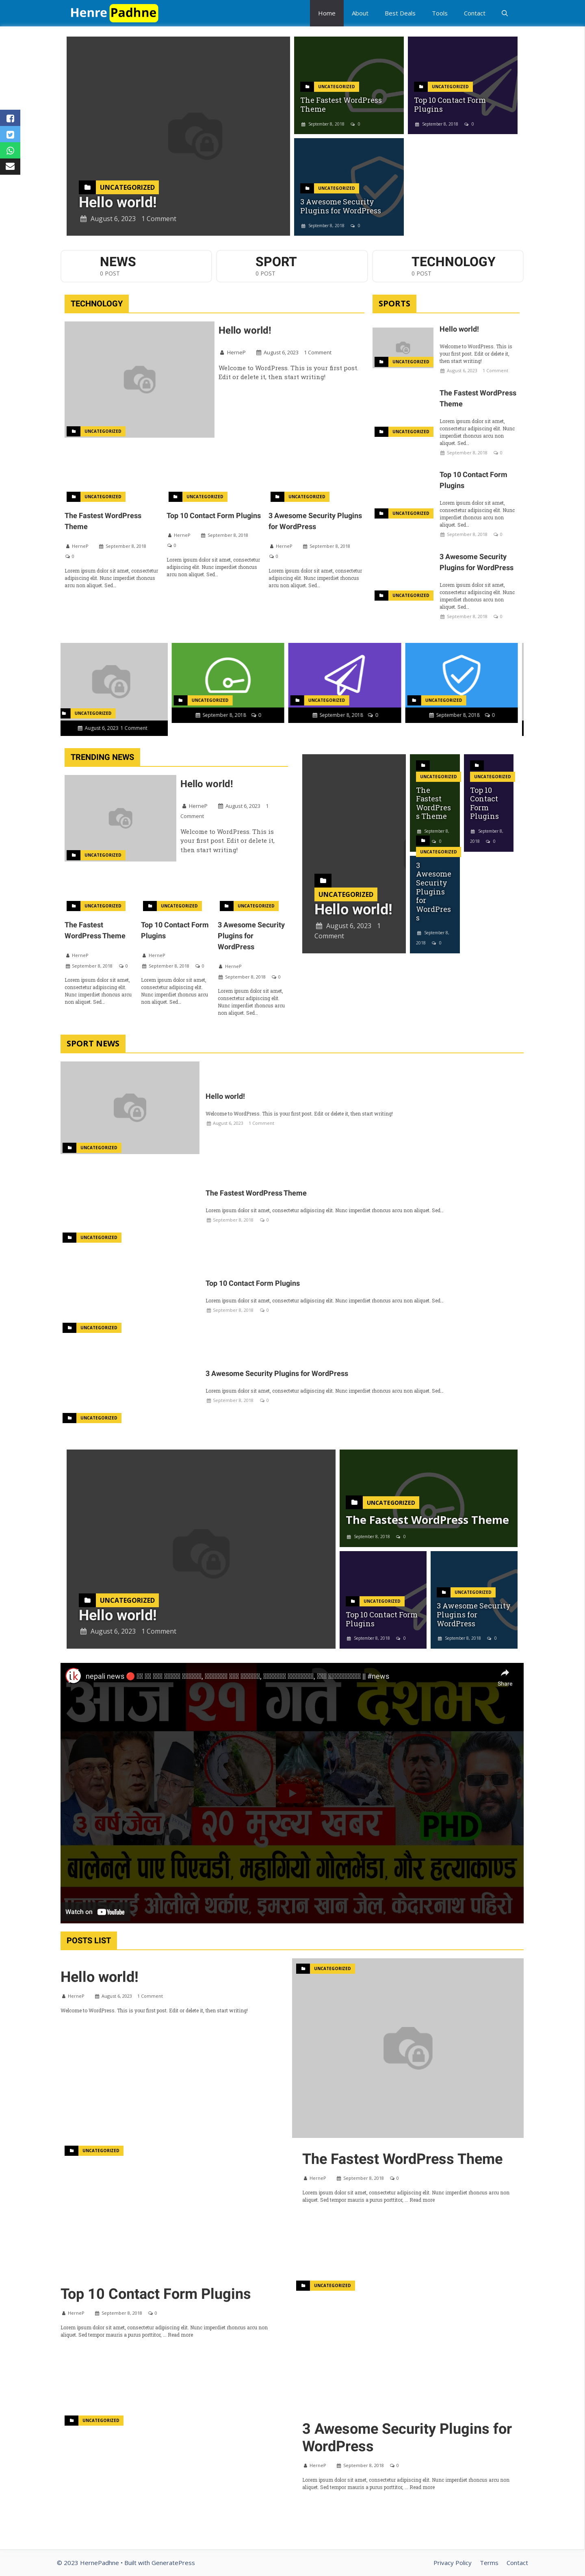 Henre Padhne
Home About Best Deals Tools Contact
UNCATEGORIZED
Hello world!
August 6, 2023 1 Comment
UNCATEGORIZED
The Fastest WordPress Theme
September 8, 2018 0
UNCATEGORIZED
Top 10 Contact Form Plugins
September 8, 2018 0
UNCATEGORIZED
3 Awesome Security Plugins for WordPress
September 8, 2018 0
NEWS
0 POST
SPORT
0 POST
TECHNOLOGY
0 POST
TECHNOLOGY
UNCATEGORIZED
Hello world!
HerneP August 6, 2023 1 Comment
Welcome to WordPress. This is your first post.
Edit or delete it, then start writing!
UNCATEGORIZED
The Fastest WordPress
Theme
HerneP September 8, 2018
0
Lorem ipsum dolor sit amet, consectetur
adipiscing elit. Nunc imperdiet rhoncus
arcu non aliquet. Sed...
UNCATEGORIZED
Top 10 Contact Form Plugins
HerneP September 8, 2018
0
Lorem ipsum dolor sit amet, consectetur
adipiscing elit. Nunc imperdiet rhoncus
arcu non aliquet. Sed...
UNCATEGORIZED
3 Awesome Security Plugins
for WordPress
HerneP September 8, 2018
0
Lorem ipsum dolor sit amet, consectetur
adipiscing elit. Nunc imperdiet rhoncus
arcu non aliquet. Sed...
SPORTS
UNCATEGORIZED
Hello world!
Welcome to WordPress. This is
your first post. Edit or delete it,
then start writing!
August 6, 2023 1 Comment
UNCATEGORIZED
The Fastest WordPress
Theme
Lorem ipsum dolor sit amet,
consectetur adipiscing elit. Nunc
imperdiet rhoncus arcu non
aliquet. Sed...
September 8, 2018 0
UNCATEGORIZED
Top 10 Contact Form
Plugins
Lorem ipsum dolor sit amet,
consectetur adipiscing elit. Nunc
imperdiet rhoncus arcu non
aliquet. Sed...
September 8, 2018 0
UNCATEGORIZED
3 Awesome Security
Plugins for WordPress
Lorem ipsum dolor sit amet,
consectetur adipiscing elit. Nunc
imperdiet rhoncus arcu non
aliquet. Sed...
September 8, 2018 0
UNCATEGORIZED
August 6, 2023 1 Comment
UNCATEGORIZED
September 8, 2018 0
UNCATEGORIZED
September 8, 2018 0
UNCATEGORIZED
September 8, 2018 0
TRENDING NEWS
UNCATEGORIZED
Hello world!
HerneP August 6, 2023 1
Comment
Welcome to WordPress. This is
your first post. Edit or delete it,
then start writing!
UNCATEGORIZED
The Fastest
WordPress Theme
HerneP
September 8, 2018 0
Lorem ipsum dolor sit amet,
consectetur adipiscing elit.
Nunc imperdiet rhoncus arcu
non aliquet. Sed...
UNCATEGORIZED
Top 10 Contact Form
Plugins
HerneP
September 8, 2018 0
Lorem ipsum dolor sit amet,
consectetur adipiscing elit.
Nunc imperdiet rhoncus arcu
non aliquet. Sed...
UNCATEGORIZED
3 Awesome Security
Plugins for
WordPress
HerneP
September 8, 2018 0
Lorem ipsum dolor sit amet,
consectetur adipiscing elit.
Nunc imperdiet rhoncus arcu
non aliquet. Sed...
UNCATEGORIZED
Hello world!
August 6, 2023 1
Comment
UNCATEGORIZED
The
Fastest
WordPres
s Theme
September 8,
0
UNCATEGORIZED
Top 10
Contact
Form
Plugins
September 8,
2018 0
UNCATEGORIZED
3
Awesome
Security
Plugins
for
WordPres
s
September 8,
2018 0
SPORT NEWS
UNCATEGORIZED
Hello world!
Welcome to WordPress. This is your first post. Edit or delete it, then start writing!
August 6, 2023 1 Comment
UNCATEGORIZED
The Fastest WordPress Theme
Lorem ipsum dolor sit amet, consectetur adipiscing elit. Nunc imperdiet rhoncus arcu non aliquet. Sed...
September 8, 2018 0
UNCATEGORIZED
Top 10 Contact Form Plugins
Lorem ipsum dolor sit amet, consectetur adipiscing elit. Nunc imperdiet rhoncus arcu non aliquet. Sed...
September 8, 2018 0
UNCATEGORIZED
3 Awesome Security Plugins for WordPress
Lorem ipsum dolor sit amet, consectetur adipiscing elit. Nunc imperdiet rhoncus arcu non aliquet. Sed...
September 8, 2018 0
UNCATEGORIZED
Hello world!
August 6, 2023 1 Comment
UNCATEGORIZED
The Fastest WordPress Theme
September 8, 2018 0
UNCATEGORIZED
Top 10 Contact Form
Plugins
September 8, 2018 0
UNCATEGORIZED
3 Awesome Security
Plugins for
WordPress
September 8, 2018 0
nepali news #news
Share
आज २१ गते देशभर
३ बर्ष जेल
२० मुख्य खबर
PHD
बालेनले पाए पिएचडी, महागियो गोलभेंडा, गौर हत्याकाण्ड
ओलीले थर्काए, इमरान खान जेल, केदारनाथ पहिरो
Watch on YouTube
POSTS LIST
Hello world!
HerneP August 6, 2023 1 Comment
Welcome to WordPress. This is your first post. Edit or delete it, then start writing!
UNCATEGORIZED
UNCATEGORIZED
The Fastest WordPress Theme
HerneP September 8, 2018 0
Lorem ipsum dolor sit amet, consectetur adipiscing elit. Nunc imperdiet rhoncus arcu non
aliquet. Sed tempor mauris a purus porttitor, ... Read more
Top 10 Contact Form Plugins
HerneP September 8, 2018 0
Lorem ipsum dolor sit amet, consectetur adipiscing elit. Nunc imperdiet rhoncus arcu non
aliquet. Sed tempor mauris a purus porttitor, ... Read more
UNCATEGORIZED
UNCATEGORIZED
3 Awesome Security Plugins for
WordPress
HerneP September 8, 2018 0
Lorem ipsum dolor sit amet, consectetur adipiscing elit. Nunc imperdiet rhoncus arcu non
aliquet. Sed tempor mauris a purus porttitor, ... Read more
© 2023 HernePadhne • Built with GeneratePress
Privacy Policy Terms Contact